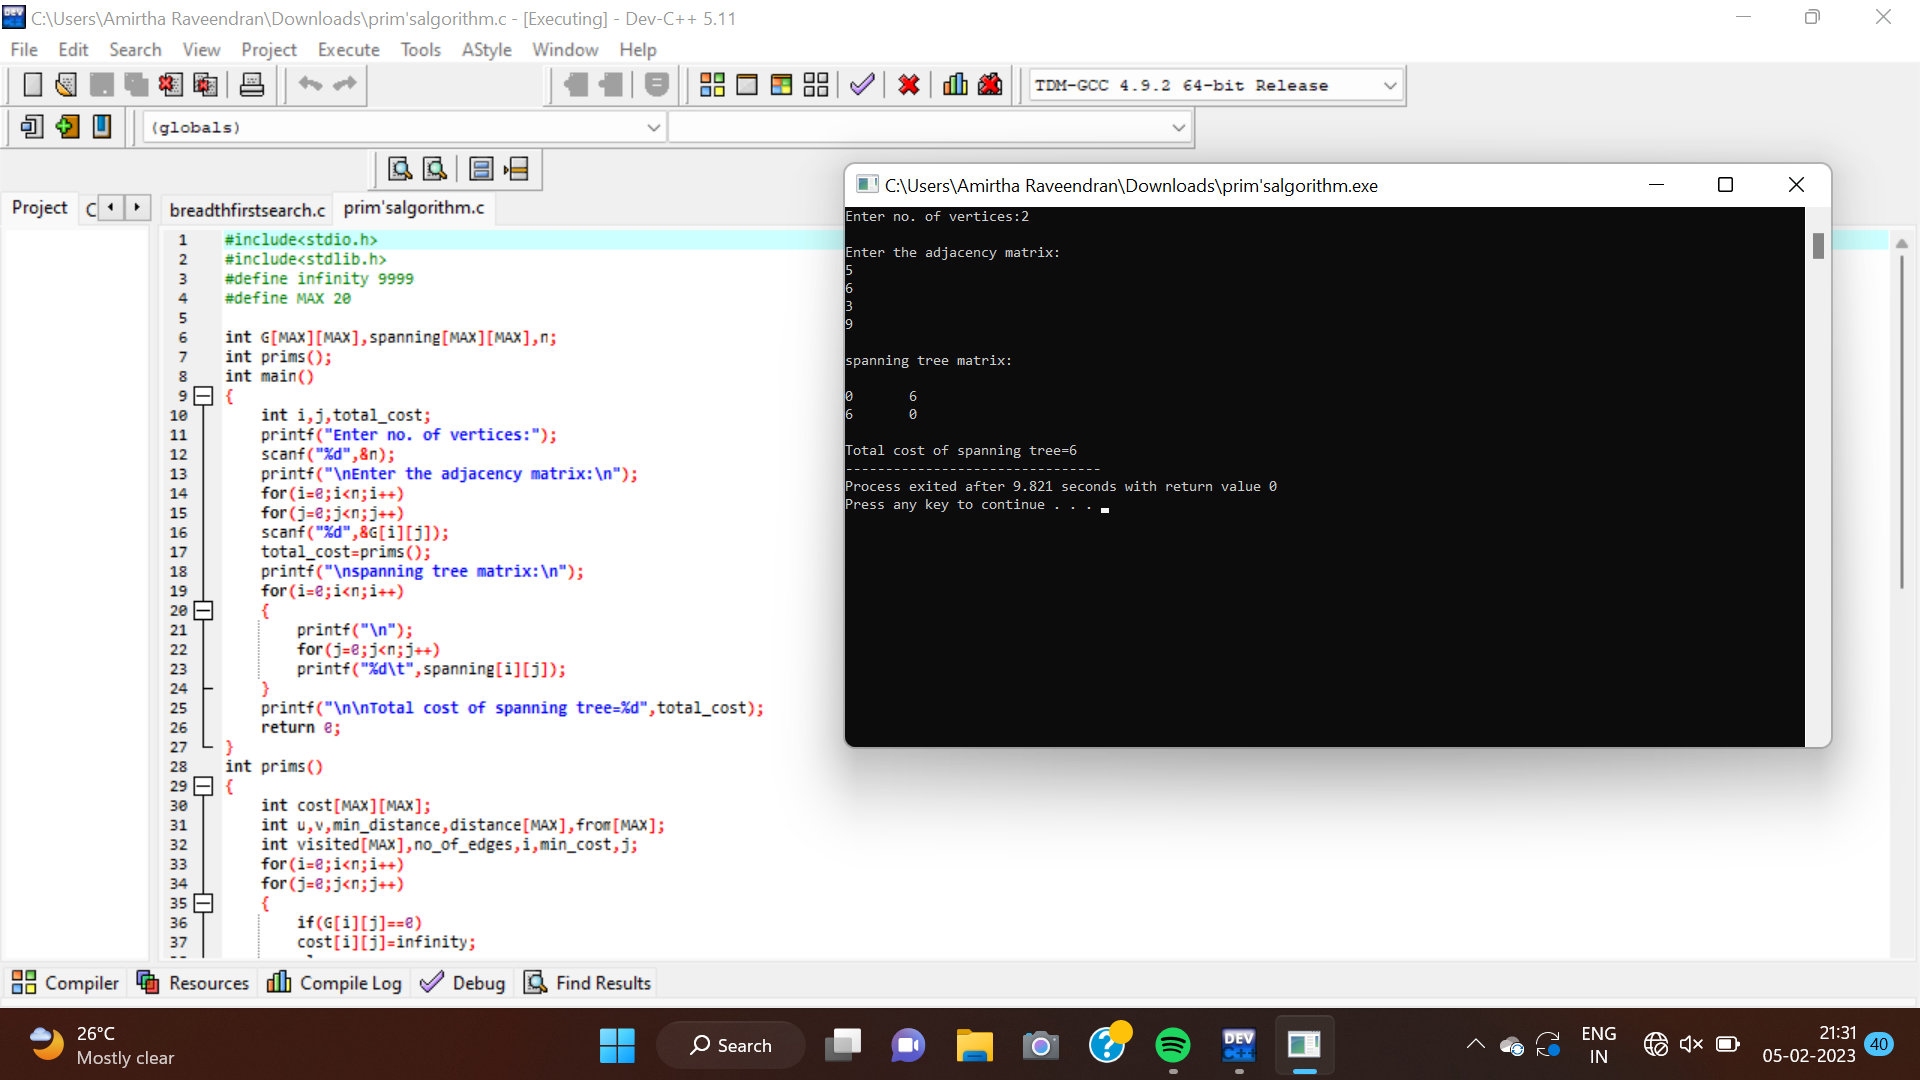 C:\Users\Amirtha Raveendran\Downloads\prim'salgorithm.c - [Executing] - Dev-C++ 5.11
File Edit Search View Project Execute Tools AStyle Window Help
TDM-GCC 4.9.2 64-bit Release
(globals)
Project C breadthfirstsearch.c prim'salgorithm.c
1 #include<stdio.h>
2 #include<stdlib.h>
3 #define infinity 9999
4 #define MAX 20
5
6 int G[MAX][MAX],spanning[MAX][MAX],n;
7 int prims();
8 int main()
9 {
10 int i,j,total_cost;
11 printf("Enter no. of vertices:");
12 scanf("%d",&n);
13 printf("\nEnter the adjacency matrix:\n");
14 for(i=0;i<n;i++)
15 for(j=0;j<n;j++)
16 scanf("%d",&G[i][j]);
17 total_cost=prims();
18 printf("\nspanning tree matrix:\n");
19 for(i=0;i<n;i++)
20 {
21 printf("\n");
22 for(j=0;j<n;j++)
23 printf("%d\t",spanning[i][j]);
24 }
25 printf("\n\nTotal cost of spanning tree=%d",total_cost);
26 return 0;
27 }
28 int prims()
29 {
30 int cost[MAX][MAX];
31 int u,v,min_distance,distance[MAX],from[MAX];
32 int visited[MAX],no_of_edges,i,min_cost,j;
33 for(i=0;i<n;i++)
34 for(j=0;j<n;j++)
35 {
36 if(G[i][j]==0)
37 cost[i][j]=infinity;
C:\Users\Amirtha Raveendran\Downloads\prim'salgorithm.exe
Enter no. of vertices:2
Enter the adjacency matrix:
5
6
3
9
spanning tree matrix:
0 6
6 0
Total cost of spanning tree=6
--------------------------------
Process exited after 9.821 seconds with return value 0
Press any key to continue . . .
Compiler Resources Compile Log Debug Find Results
26°C
Mostly clear
Search
DEV
C++
ENG
IN
21:31
05-02-2023
40